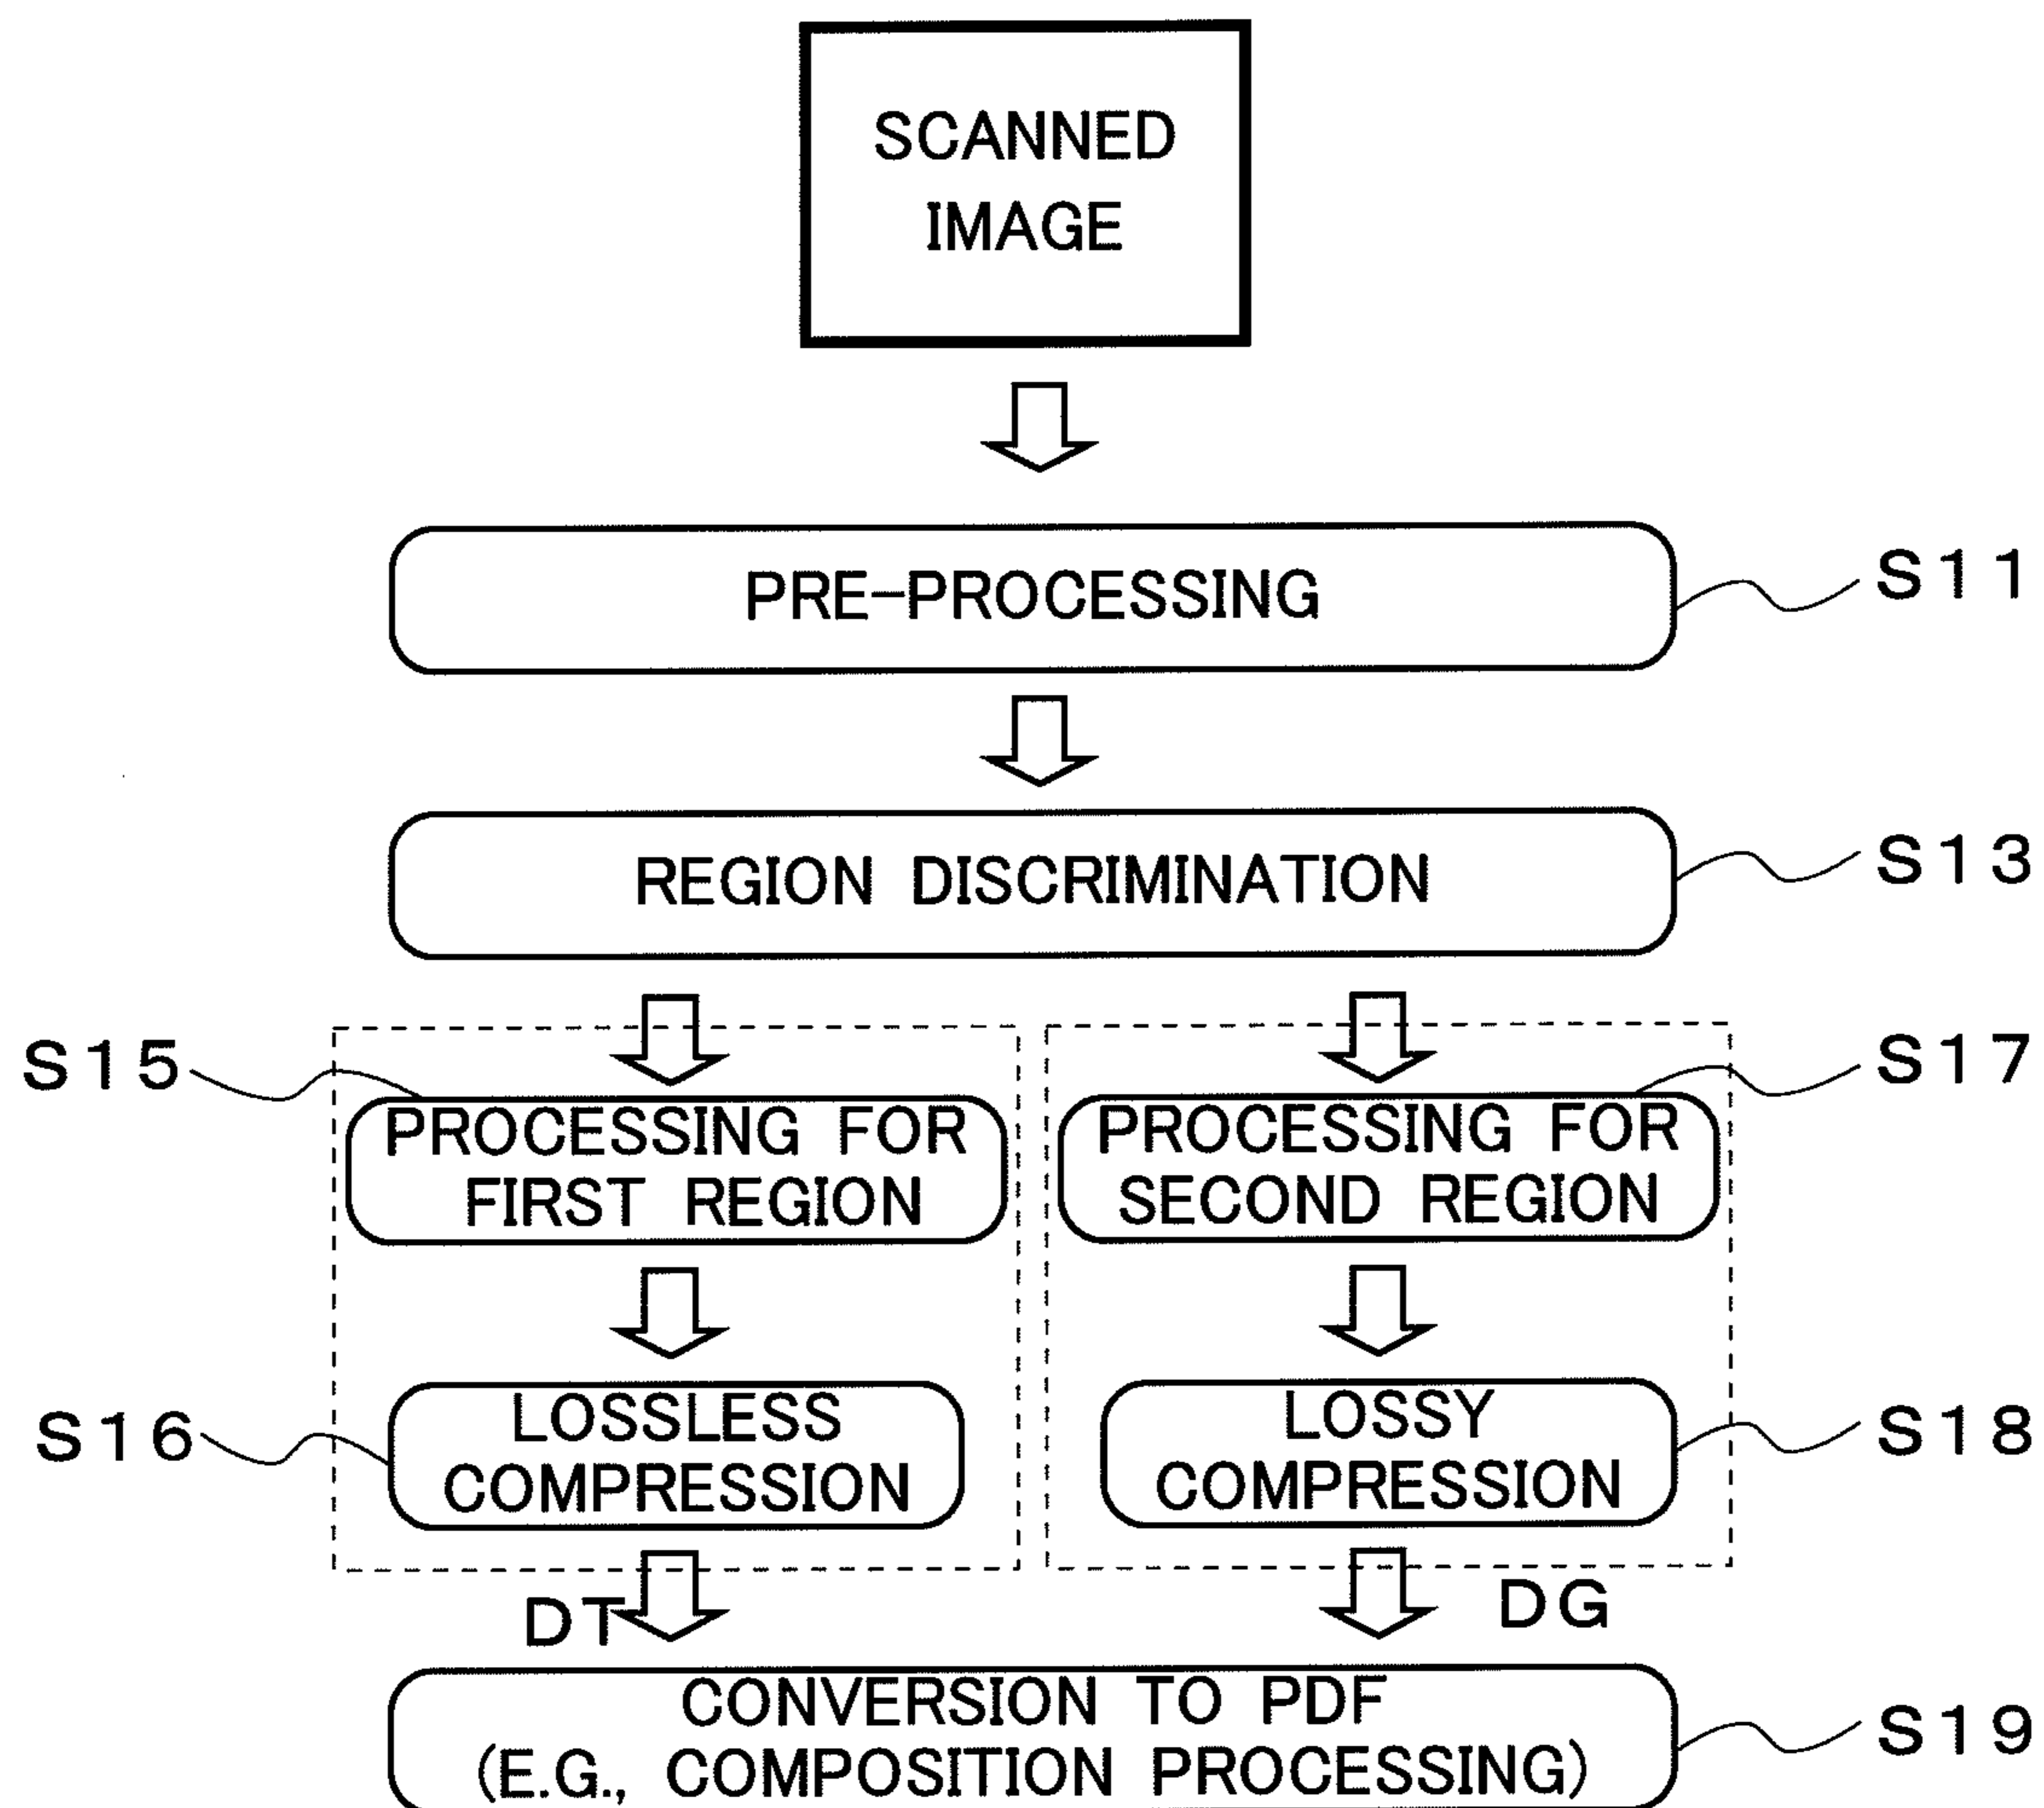 SCANNED
IMAGE
PRE-PROCESSING
S11
REGION DISCRIMINATION
S13
S15
PROCESSING FOR
FIRST REGION
PROCESSING FOR
SECOND REGION
S17
S16
LOSSLESS
COMPRESSION
LOSSY
COMPRESSION
S18
DT
DG
CONVERSION TO PDF
(E.G., COMPOSITION PROCESSING)
S19